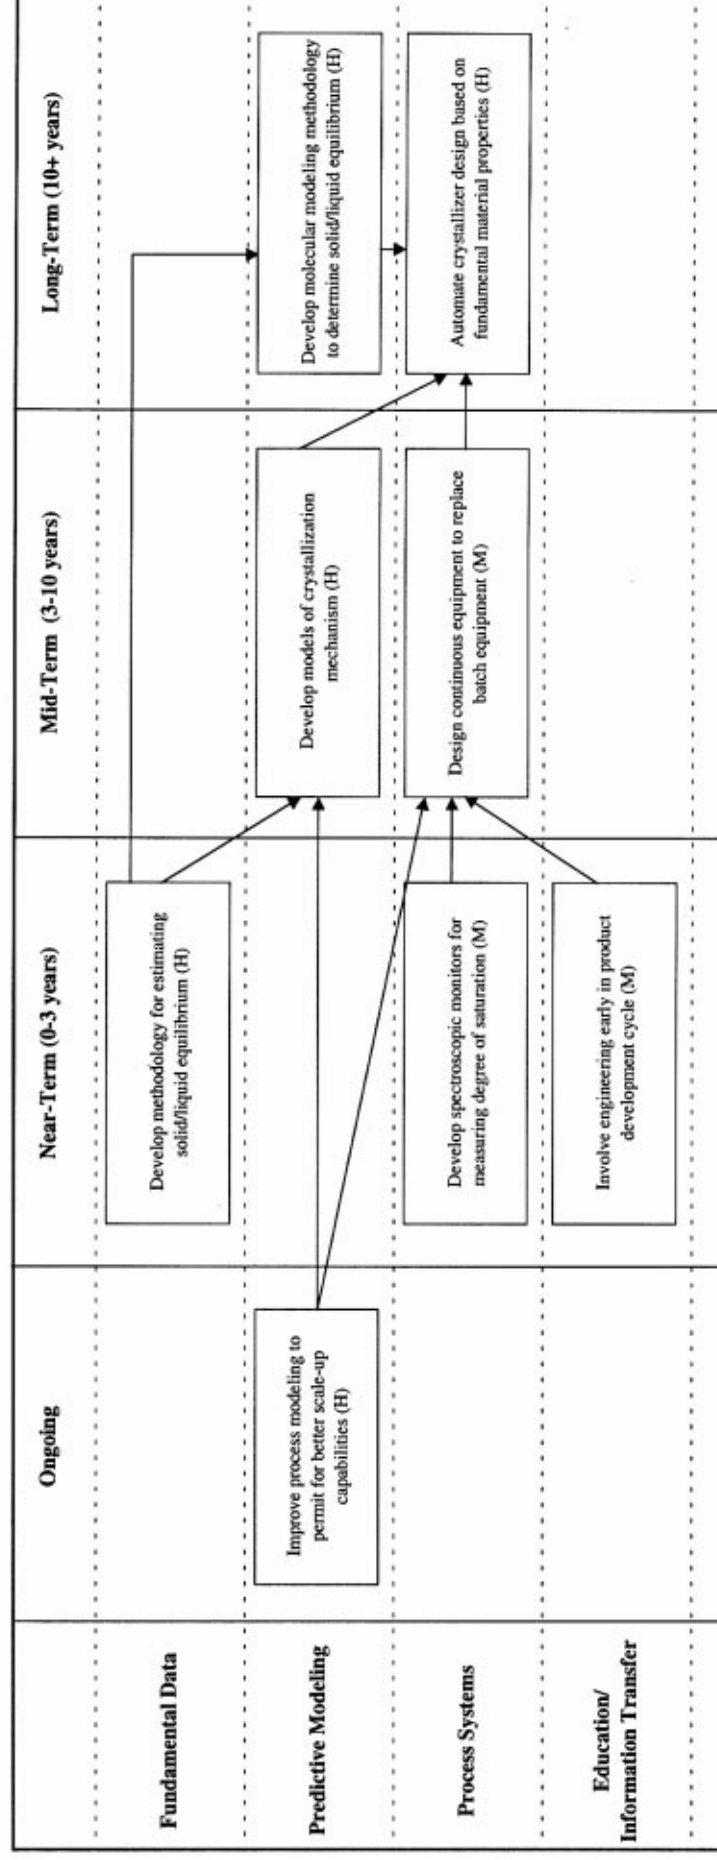 Ongoing
Near-Term (0-3 years)
Mid-Term (3-10 years)
Long-Term (10+ years)
Fundamental Data
Develop methodology for estimating
solid/liquid equilibrium (H)
Predictive Modeling
Improve process modeling to
permit for better scale-up
capabilities (H)
Develop models of crystallization
mechanism (H)
Develop molecular modeling methodology
to determine solid/liquid equilibrium (H)
Process Systems
Develop spectroscopic monitors for
measuring degree of saturation (M)
Design continuous equipment to replace
batch equipment (M)
Automate crystallizer design based on
fundamental material properties (H)
Education/
Information Transfer
Involve engineering early in product
development cycle (M)